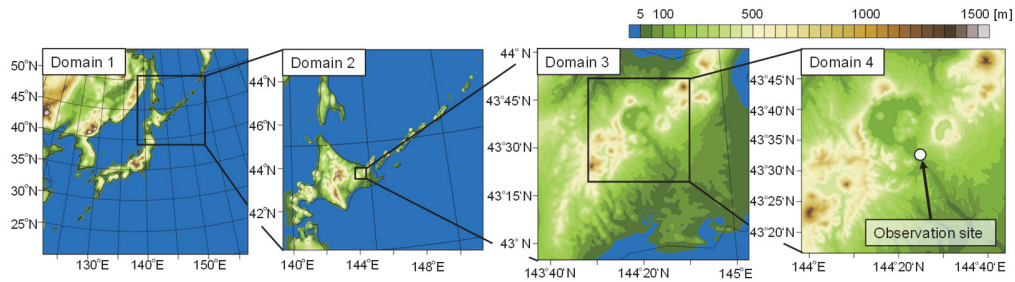 5 100 500 1000 1500 [m]
Domain 1
50°N
45°N
40°N
35°N
30°N
25°N
130°E 140°E 150°E
Domain 2
44°N
46°N
44°N
42°N
140°N 144°N 148°N
Domain 3
44° N
43°45'N
43°30'N
43°15'N
43° N
143°40'N 144°20'N 145°N
Domain 4
43°45'N
43°40'N
43°35'N
43°30'N
43°25'N
43°20'N
144°E 144°20'N 144°40'N
Observation site